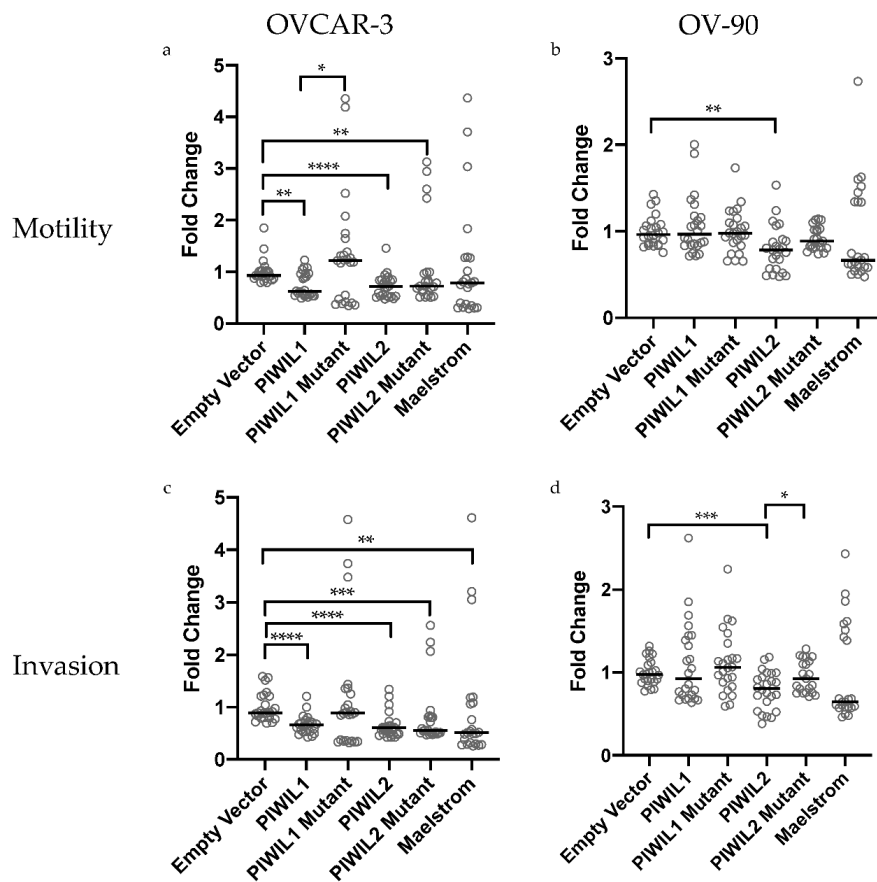 OVCAR-3
OV-90
Motility
a
Fold Change
5
4
3
2
1
0
*
**
****
**
Empty Vector
PIWIL1
PIWIL1 Mutant
PIWIL2
PIWIL2 Mutant
Maelstrom
b
Fold Change
3
2
1
0
**
Empty Vector
PIWIL1
PIWIL1 Mutant
PIWIL2
PIWIL2 Mutant
Maelstrom
Invasion
c
Fold Change
5
4
3
2
1
0
**
***
****
****
Empty Vector
PIWIL1
PIWIL1 Mutant
PIWIL2
PIWIL2 Mutant
Maelstrom
d
Fold Change
3
2
1
0
***
*
Empty Vector
PIWIL1
PIWIL1 Mutant
PIWIL2
PIWIL2 Mutant
Maelstrom